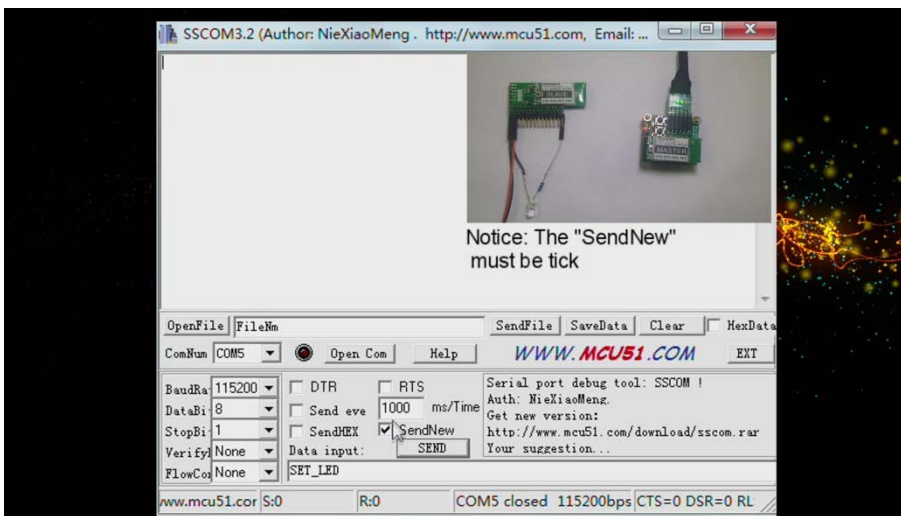 SSCOM3.2 (Author: NieXiaoMeng . http://www.mcu51.com, Email: ...
SLAVE
MASTER
Notice: The "SendNew"
must be tick
OpenFile FileNm SendFile SaveData Clear HexData
ComNum COM5 Open Com Help WWW.MCU51.COM EXT
BaudRa 115200 DTR RTS
DataBi 8 Send eve 1000 ms/Time
StopBi 1 SendHEX SendNew
Verifyl None Data input: SEND
FlowCo None SET_LED
Serial port debug tool: SSCOM !
Auth: NieXiaoMeng.
Get new version:
http://www.mcu51.com/download/sscom.rar
Your suggestion...
www.mcu51.cor S:0 R:0 COM5 closed 115200bps CTS=0 DSR=0 RL